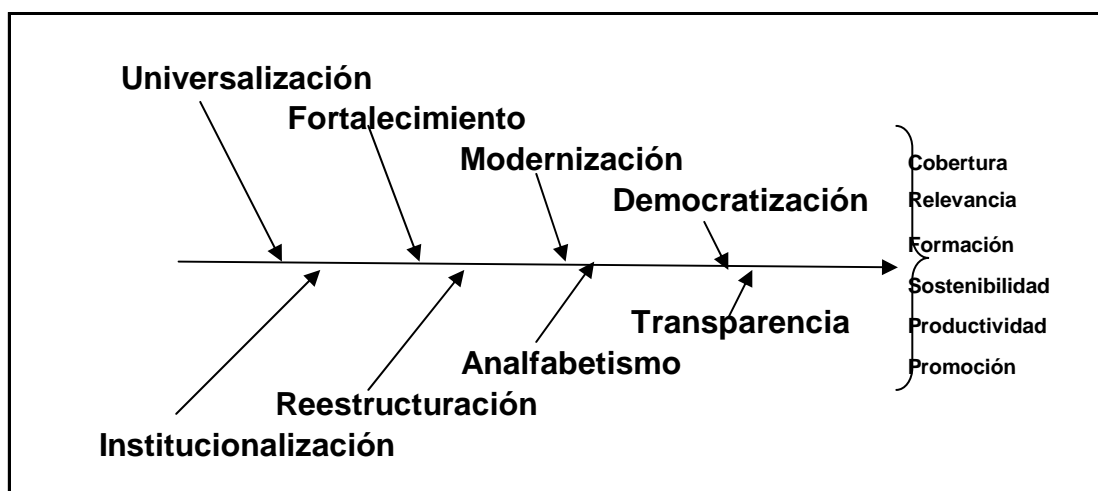 Universalización
Fortalecimiento
Modernización
Democratización
Cobertura
Relevancia
Formación
Sostenibilidad
Productividad
Promoción
Transparencia
Analfabetismo
Reestructuración
Institucionalización